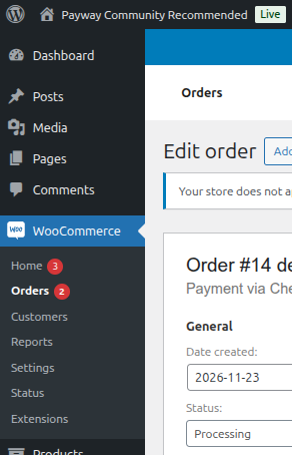 Payway Community Recommended Live
Dashboard
Posts
Media
Pages
Comments
WooCommerce
Home 3
Orders 2
Customers
Reports
Settings
Status
Extensions
Products
Orders
Edit order
Your store does not
Order #14
Payment via
General
Date created:
2026-11-23
Status:
Processing